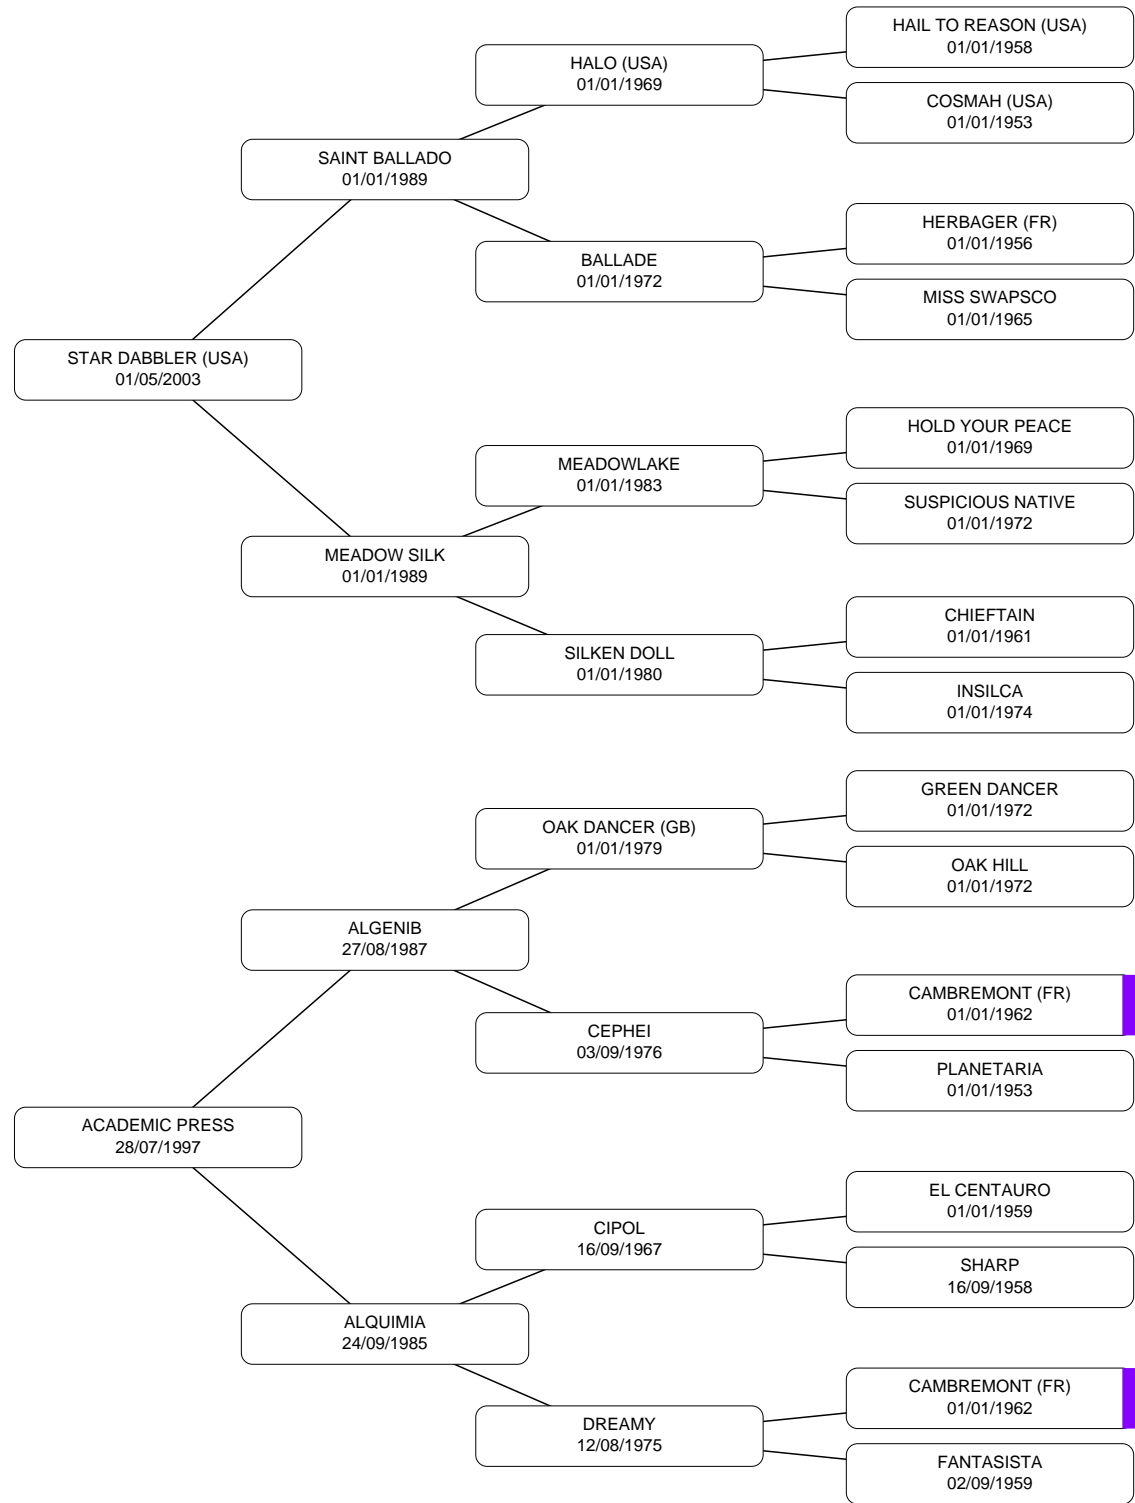 HAIL TO REASON (USA)
01/01/1958
HALO (USA)
01/01/1969
COSMAH (USA)
01/01/1953
SAINT BALLADO
01/01/1989
HERBAGER (FR)
01/01/1956
BALLADE
01/01/1972
MISS SWAPSCO
01/01/1965
STAR DABBLER (USA)
01/05/2003
HOLD YOUR PEACE
01/01/1969
MEADOWLAKE
01/01/1983
SUSPICIOUS NATIVE
01/01/1972
MEADOW SILK
01/01/1989
CHIEFTAIN
01/01/1961
SILKEN DOLL
01/01/1980
INSILCA
01/01/1974
GREEN DANCER
01/01/1972
OAK DANCER (GB)
01/01/1979
OAK HILL
01/01/1972
ALGENIB
27/08/1987
CAMBREMONT (FR)
01/01/1962
CEPHEI
03/09/1976
PLANETARIA
01/01/1953
ACADEMIC PRESS
28/07/1997
EL CENTAURO
01/01/1959
CIPOL
16/09/1967
SHARP
16/09/1958
ALQUIMIA
24/09/1985
CAMBREMONT (FR)
01/01/1962
DREAMY
12/08/1975
FANTASISTA
02/09/1959